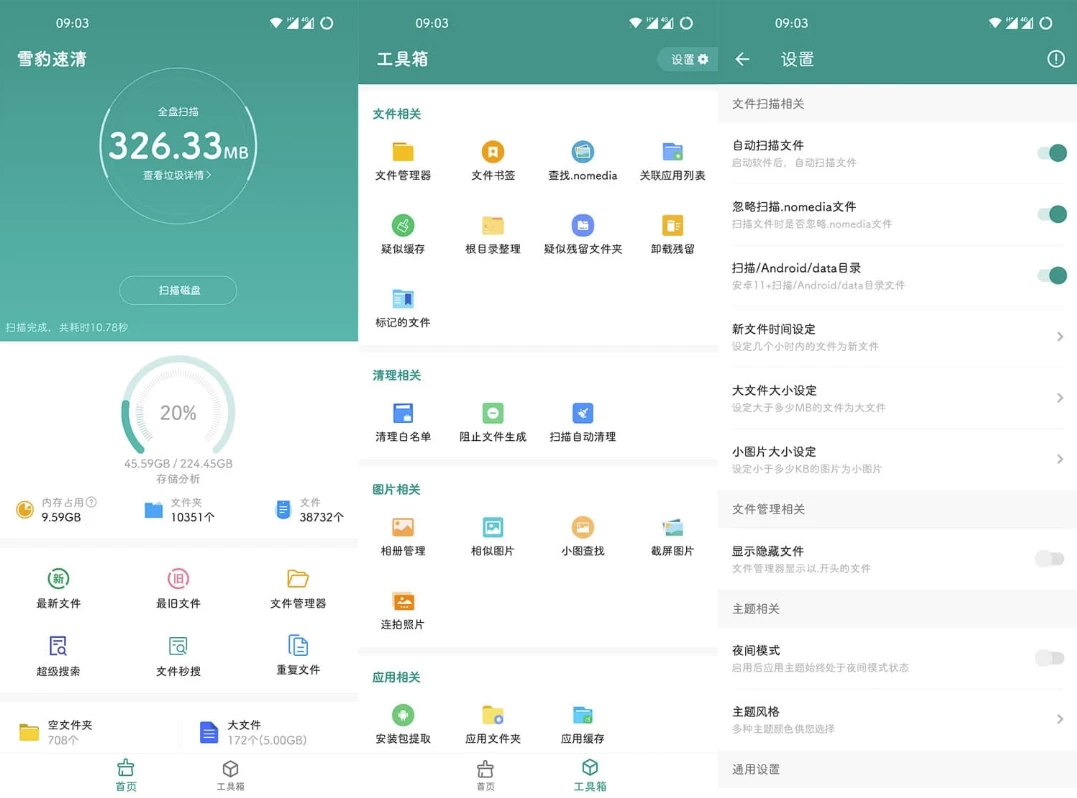 09:03
雪豹速清
全盘扫描
326.33MB
查看垃圾详情>
扫描磁盘
扫描完成，共耗时10.78秒
20%
45.59GB / 224.45GB
存储分析
内存占用?
9.59GB
文件夹
10351个
文件
38732个
新
最新文件
旧
最旧文件
文件管理器
超级搜索
文件秒搜
重复文件
空文件夹
708个
大文件
172个(5.00GB)
首页
工具箱
09:03
工具箱
设置
文件相关
文件管理器
文件书签
查找.nomedia
关联应用列表
疑似缓存
根目录整理
疑似残留文件夹
卸载残留
标记的文件
清理相关
清理白名单
阻止文件生成
扫描自动清理
图片相关
相册管理
相似图片
小图查找
截屏图片
连拍照片
应用相关
安装包提取
应用文件夹
应用缓存
首页
工具箱
09:03
设置
文件扫描相关
自动扫描文件
启动软件后，自动扫描文件
忽略扫描.nomedia文件
扫描文件时是否忽略.nomedia文件
扫描/Android/data目录
安卓11+扫描/Android/data目录文件
新文件时间设定
设定几个小时内的文件为新文件
大文件大小设定
设定大于多少MB的文件为大文件
小图片大小设定
设定小于多少KB的图片为小图片
文件管理相关
显示隐藏文件
文件管理器显示以.开头的文件
主题相关
夜间模式
启用后应用主题始终处于夜间模式状态
主题风格
多种主题颜色供您选择
通用设置